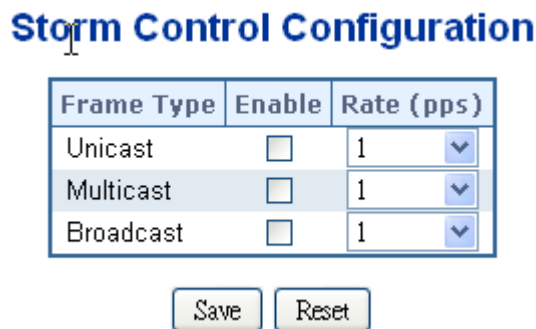 Storm Control Configuration
Frame Type Enable Rate (pps)
Unicast 1
Multicast 1
Broadcast 1
Save Reset